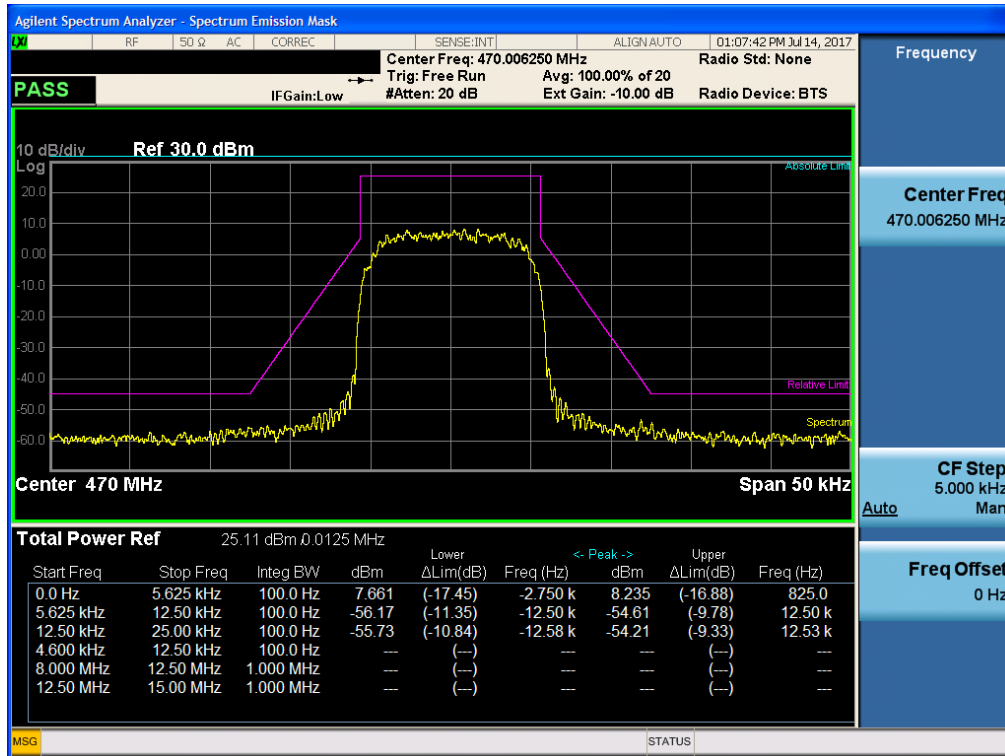 Agilent Spectrum Analyzer - Spectrum Emission Mask
LXI RF 50 Ω AC CORREC SENSE:INT ALIGN AUTO 01:07:42 PM Jul 14, 2017
Center Freq: 470.006250 MHz Radio Std: None
Trig: Free Run Avg: 100.00% of 20
PASS IFGain:Low #Atten: 20 dB Ext Gain: -10.00 dB Radio Device: BTS
Frequency
Center Freq
470.006250 MHz
CF Step
5.000 kHz
Auto Man
Freq Offset
0 Hz
10 dB/div Ref 30.0 dBm
Log
Absolute Limit
20.0
10.0
0.00
-10.0
-20.0
-30.0
-40.0
Relative Limit
-50.0
Spectrum
-60.0
Center 470 MHz Span 50 kHz
Total Power Ref 25.11 dBm / 0.0125 MHz
Lower <- Peak -> Upper
Start Freq Stop Freq Integ BW dBm ΔLim(dB) Freq (Hz) dBm ΔLim(dB) Freq (Hz)
0.0 Hz 5.625 kHz 100.0 Hz 7.661 (-17.45) -2.750 k 8.235 (-16.88) 825.0
5.625 kHz 12.50 kHz 100.0 Hz -56.17 (-11.35) -12.50 k -54.61 (-9.78) 12.50 k
12.50 kHz 25.00 kHz 100.0 Hz -55.73 (-10.84) -12.58 k -54.21 (-9.33) 12.53 k
4.600 kHz 12.50 kHz 100.0 Hz --- (---) --- --- (---) ---
8.000 MHz 12.50 MHz 1.000 MHz --- (---) --- --- (---) ---
12.50 MHz 15.00 MHz 1.000 MHz --- (---) --- --- (---) ---
MSG STATUS